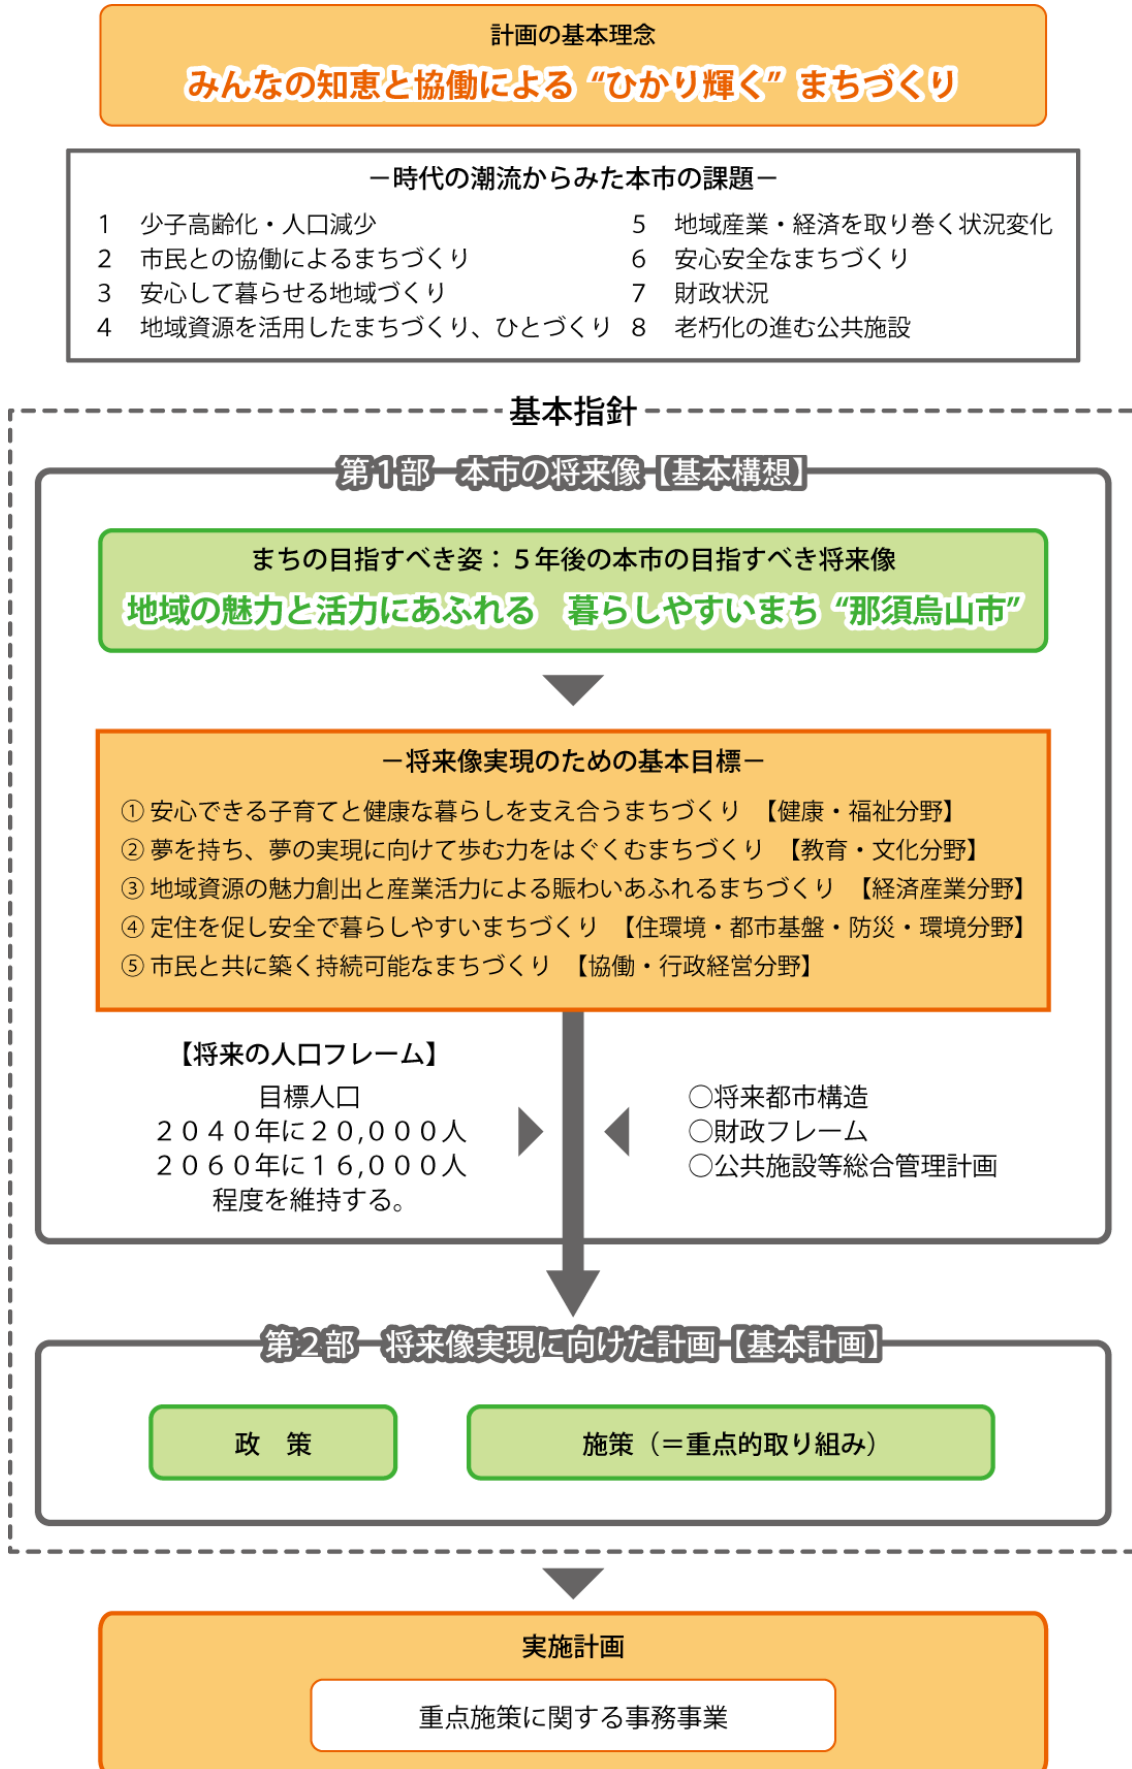 計画の基本理念
みんなの知恵と協働による “ひかり輝く” まちづくり
－時代の潮流からみた本市の課題－
1 少子高齢化・人口減少
2 市民との協働によるまちづくり
3 安心して暮らせる地域づくり
4 地域資源を活用したまちづくり、ひとづくり
5 地域産業・経済を取り巻く状況変化
6 安心安全なまちづくり
7 財政状況
8 老朽化の進む公共施設
基本指針
第１部　本市の将来像【基本構想】
まちの目指すべき姿：５年後の本市の目指すべき将来像
地域の魅力と活力にあふれる　暮らしやすいまち “那須烏山市”
－将来像実現のための基本目標－
① 安心できる子育てと健康な暮らしを支え合うまちづくり 【健康・福祉分野】
② 夢を持ち、夢の実現に向けて歩む力をはぐくむまちづくり 【教育・文化分野】
③ 地域資源の魅力創出と産業活力による賑わいあふれるまちづくり 【経済産業分野】
④ 定住を促し安全で暮らしやすいまちづくり 【住環境・都市基盤・防災・環境分野】
⑤ 市民と共に築く持続可能なまちづくり 【協働・行政経営分野】
【将来の人口フレーム】
目標人口
２０４０年に２０,０００人
２０６０年に１６,０００人
程度を維持する。
○将来都市構造
○財政フレーム
○公共施設等総合管理計画
第２部　将来像実現に向けた計画【基本計画】
政　策
施策（＝重点的取り組み）
実施計画
重点施策に関する事務事業